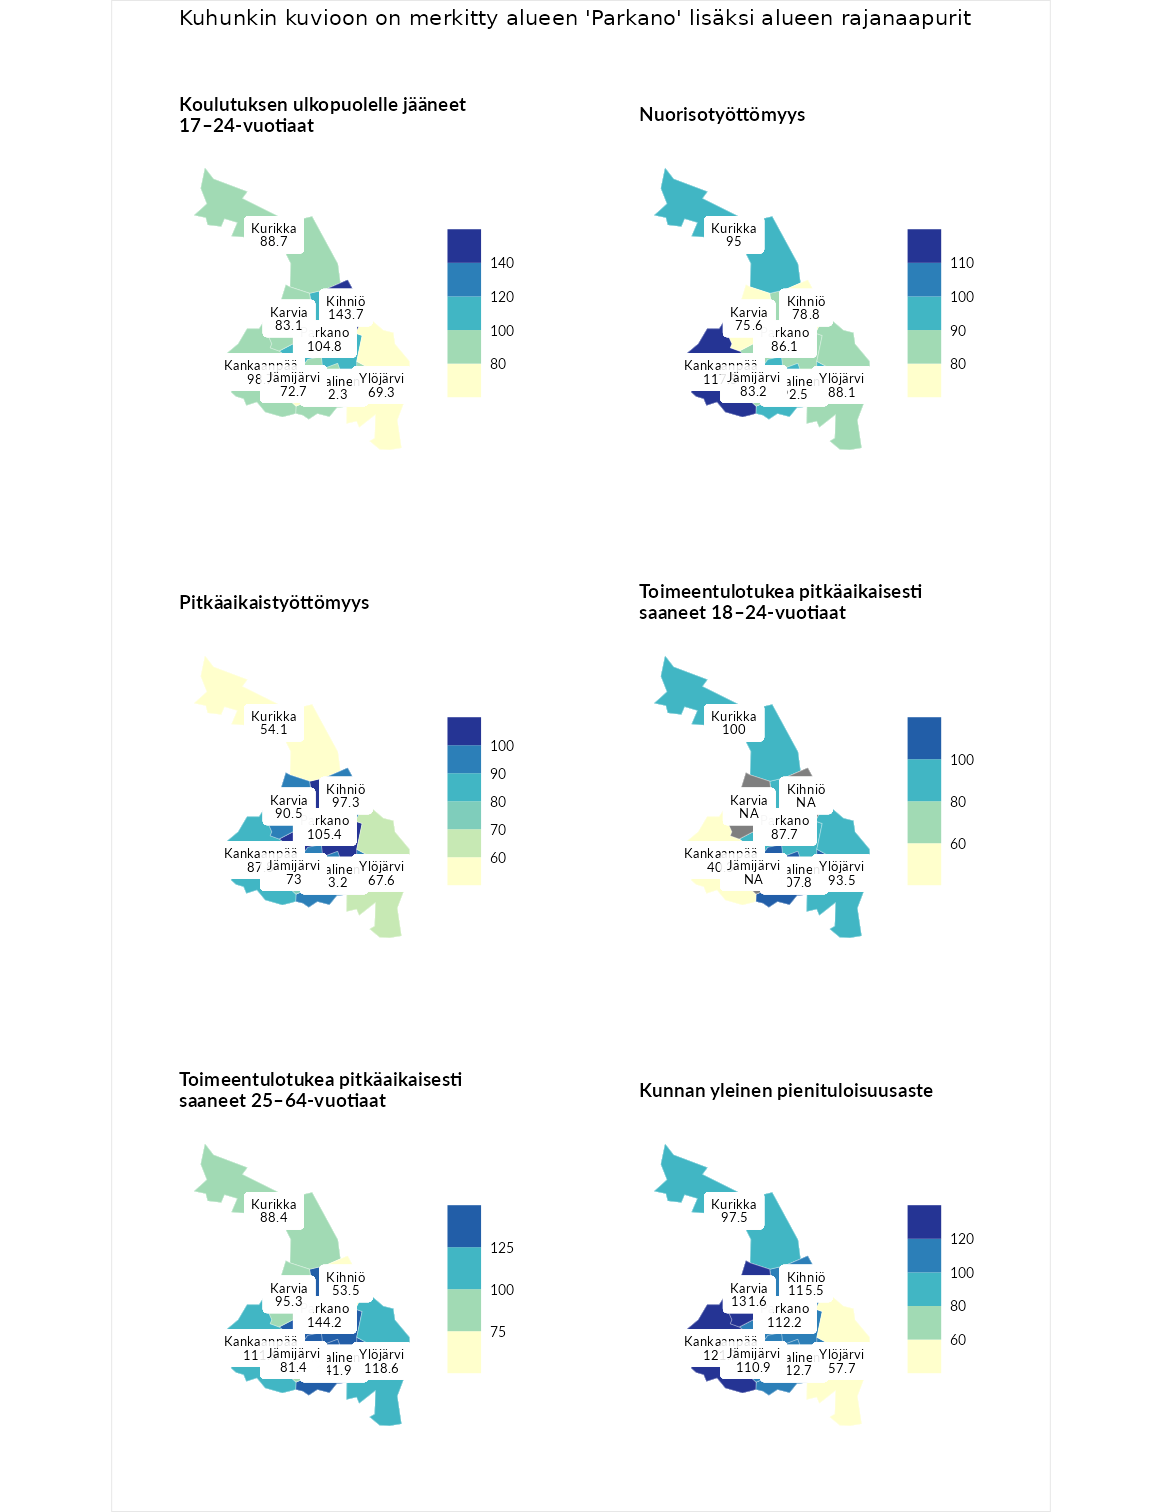 Kuhunkin kuvioon on merkitty alueen 'Parkano' lisäksi alueen rajanaapurit
Koulutuksen ulkopuolelle jääneet
17–24-vuotiaat
Kurikka
88.7
Kihniö
143.7
Karvia
83.1
104.8
Jämijärvi
72.7
Ylöjärvi
69.3
140
120
100
80
Nuorisotyöttömyys
Kurikka
95
Kihniö
78.8
Karvia
75.6
86.1
Jämijärvi
83.2
Ylöjärvi
88.1
110
100
90
80
Pitkäaikaistyöttömyys
Kurikka
54.1
Kihniö
97.3
Karvia
90.5
105.4
Jämijärvi
73
Ylöjärvi
67.6
100
90
80
70
60
Toimeentulotukea pitkäaikaisesti
saaneet 18–24-vuotiaat
Kurikka
100
Kihniö
NA
Karvia
NA
87.7
Jämijärvi
NA
Ylöjärvi
93.5
100
80
60
Toimeentulotukea pitkäaikaisesti
saaneet 25–64-vuotiaat
Kurikka
88.4
Kihniö
53.5
Karvia
95.3
144.2
Jämijärvi
81.4
Ylöjärvi
118.6
125
100
75
Kunnan yleinen pienituloisuusaste
Kurikka
97.5
Kihniö
115.5
Karvia
131.6
112.2
Jämijärvi
110.9
Ylöjärvi
57.7
120
100
80
60